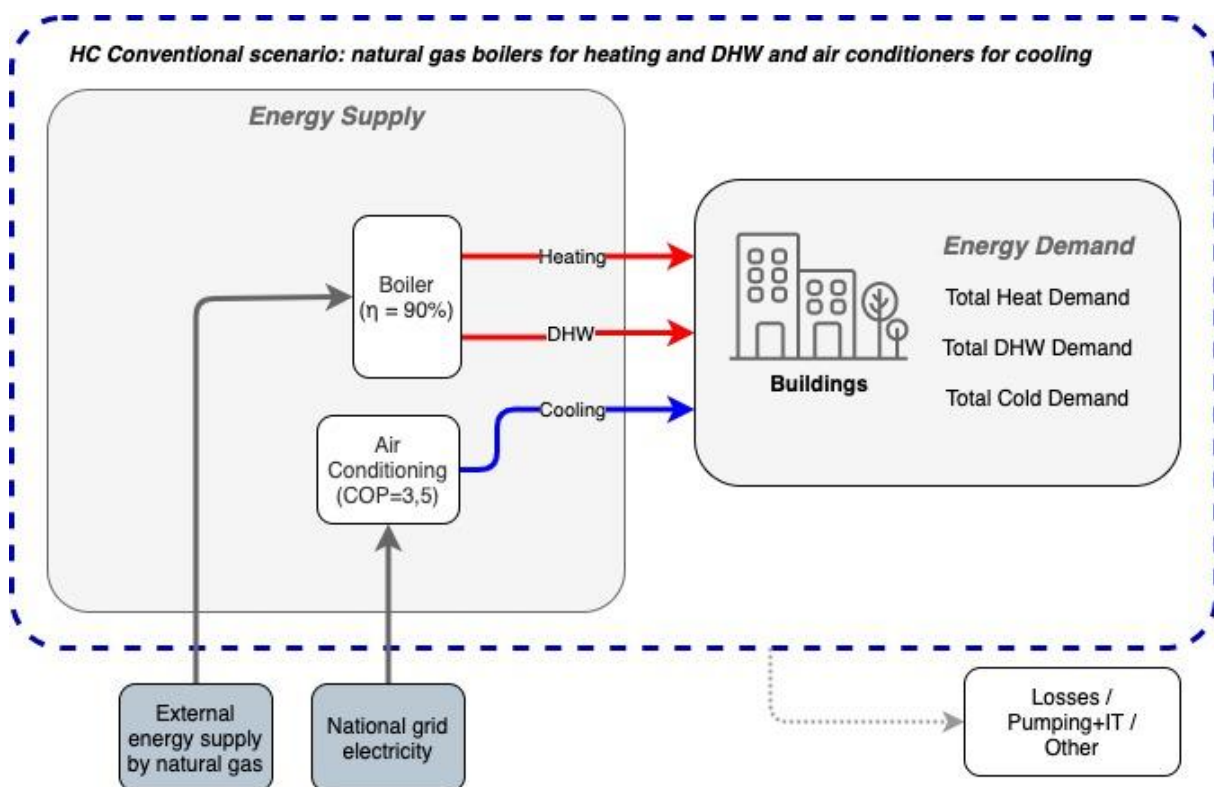 HC Conventional scenario: natural gas boilers for heating and DHW and air conditioners for cooling
Energy Supply
Boiler
(η = 90%)
Heating
DHW
Cooling
Air
Conditioning
(COP=3,5)
Buildings
Energy Demand
Total Heat Demand
Total DHW Demand
Total Cold Demand
External
energy supply
by natural gas
National grid
electricity
Losses /
Pumping+IT /
Other